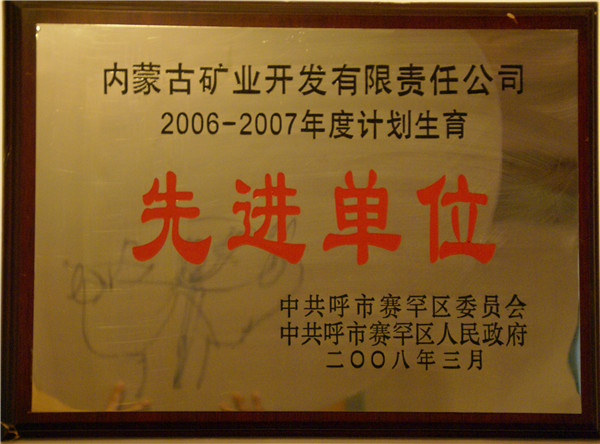 内蒙古矿业开发有限责任公司
2006-2007年度计划生育
先进单位
中共呼市赛罕区委员会
中共呼市赛罕区人民政府
二〇〇八年三月